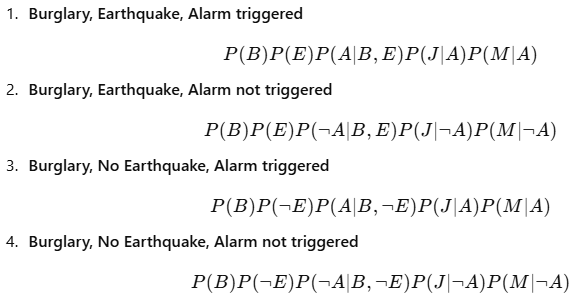 1. Burglary, Earthquake, Alarm triggered
P(B)P(E)P(A|B, E)P(J|A)P(M|A)
2. Burglary, Earthquake, Alarm not triggered
P(B)P(E)P(¬A|B, E)P(J|¬A)P(M|¬A)
3. Burglary, No Earthquake, Alarm triggered
P(B)P(¬E)P(A|B, ¬E)P(J|A)P(M|A)
4. Burglary, No Earthquake, Alarm not triggered
P(B)P(¬E)P(¬A|B, ¬E)P(J|¬A)P(M|¬A)